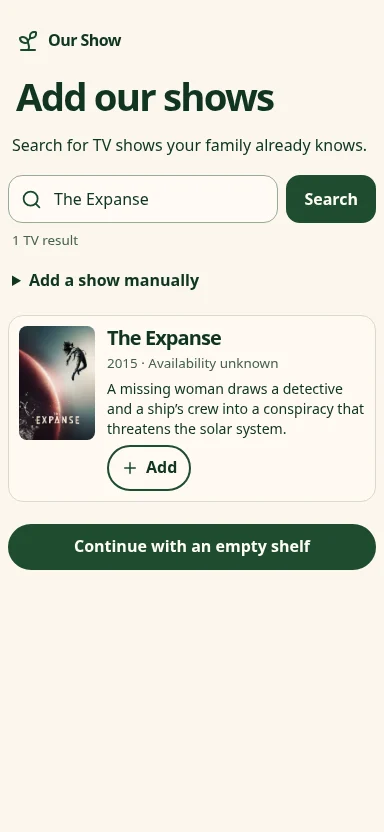 Our Show
Add our shows
Search for TV shows your family already knows.
The Expanse
Search
1 TV result
Add a show manually
EXPANSE
The Expanse
2015 · Availability unknown
A missing woman draws a detective
and a ship’s crew into a conspiracy that
threatens the solar system.
Add
Continue with an empty shelf